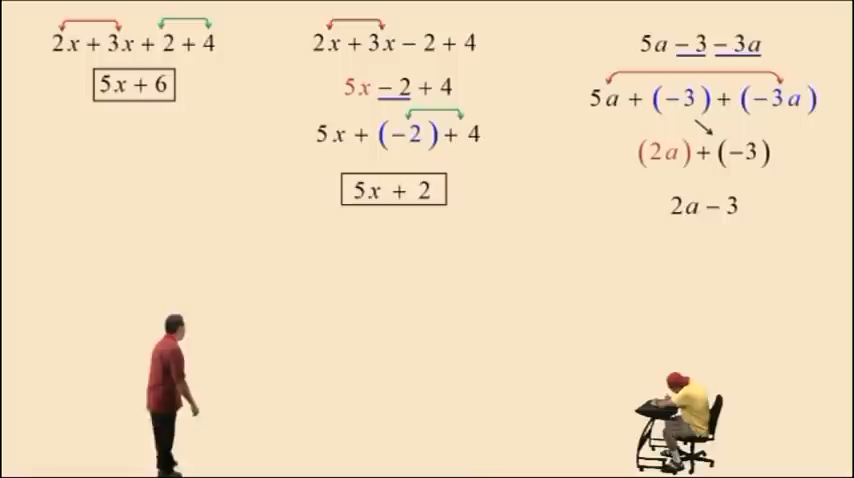 2x + 3x + 2 + 4
5x + 6
2x + 3x − 2 + 4
5x − 2 + 4
5x + (−2) + 4
5x + 2
5a − 3 − 3a
5a + (−3) + (−3a)
(2a) + (−3)
2a − 3